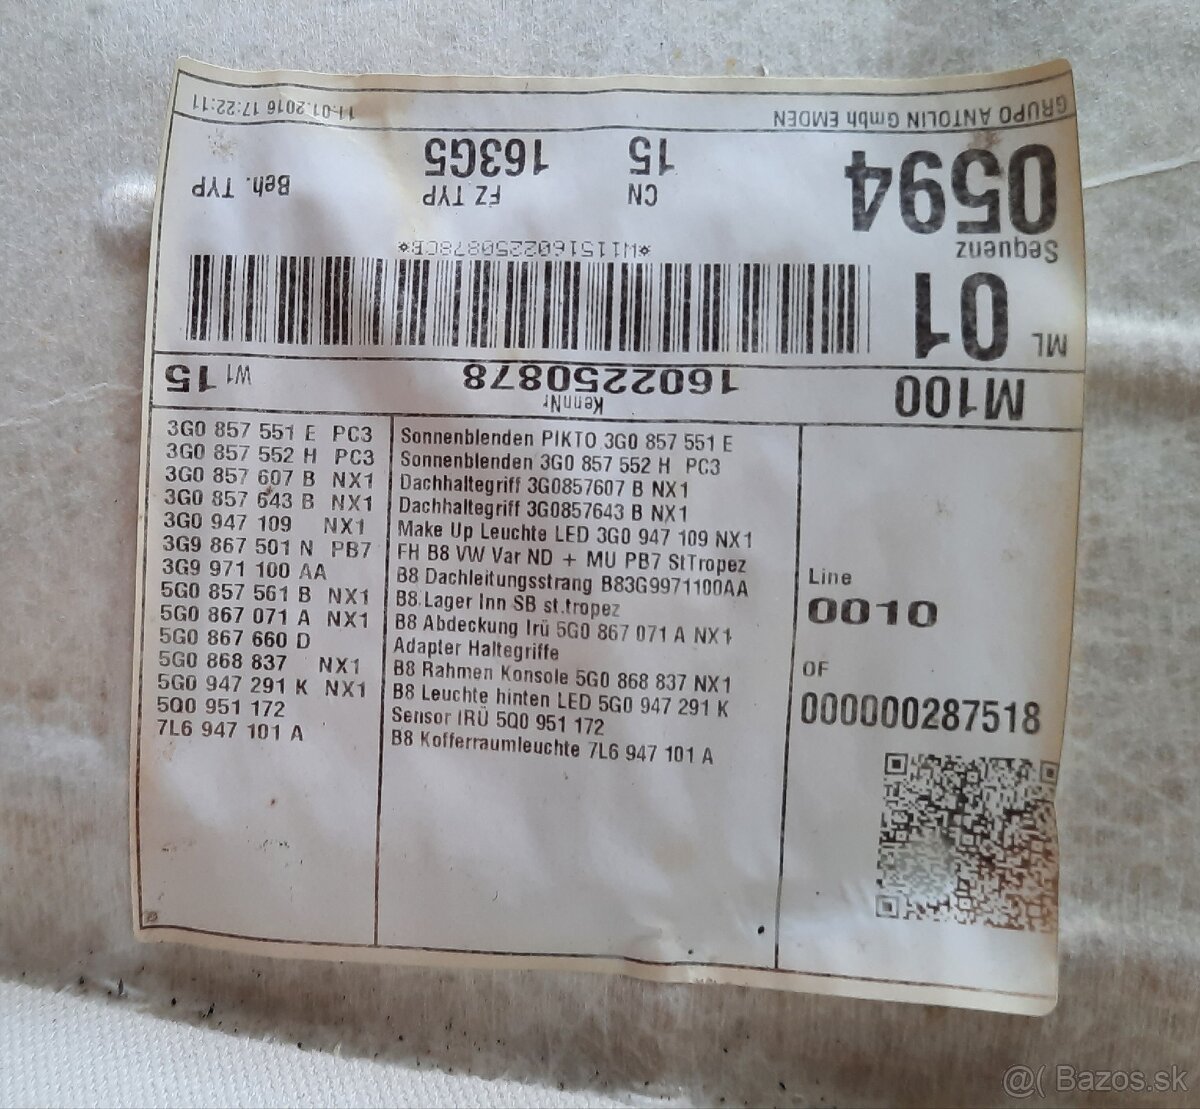 GRUPO ANTOLIN Gmbh EMDEN 11.01.2016 17:22:11
0594
Sequenz
CN
15
FZ TYP
163G5
Beh. TYP
*W1151602250878CB*
ML 01
M100
KennNr
1602250878
W1 15
3G0 857 551 E PC3
3G0 857 552 H PC3
3G0 857 607 B NX1
3G0 857 643 B NX1
3G0 947 109 NX1
3G9 867 501 N PB7
3G9 971 100 AA
5G0 857 561 B NX1
5G0 867 071 A NX1
5G0 867 660 D
5G0 868 837 NX1
5G0 947 291 K NX1
5Q0 951 172
7L6 947 101 A
Sonnenblenden PIKTO 3G0 857 551 E
Sonnenblenden 3G0 857 552 H PC3
Dachhaltegriff 3G0857607 B NX1
Dachhaltegriff 3G0857643 B NX1
Make Up Leuchte LED 3G0 947 109 NX1
FH B8 VW Var ND + MU PB7 StTropez
B8 Dachleitungsstrang B83G9971100AA
B8 Lager Inn SB st.tropez
B8 Abdeckung Irü 5G0 867 071 A NX1
Adapter Haltegriffe
B8 Rahmen Konsole 5G0 868 837 NX1
B8 Leuchte hinten LED 5G0 947 291 K
Sensor IRÜ 5Q0 951 172
B8 Kofferraumleuchte 7L6 947 101 A
Line
0010
OF
000000287518
@( Bazos.sk